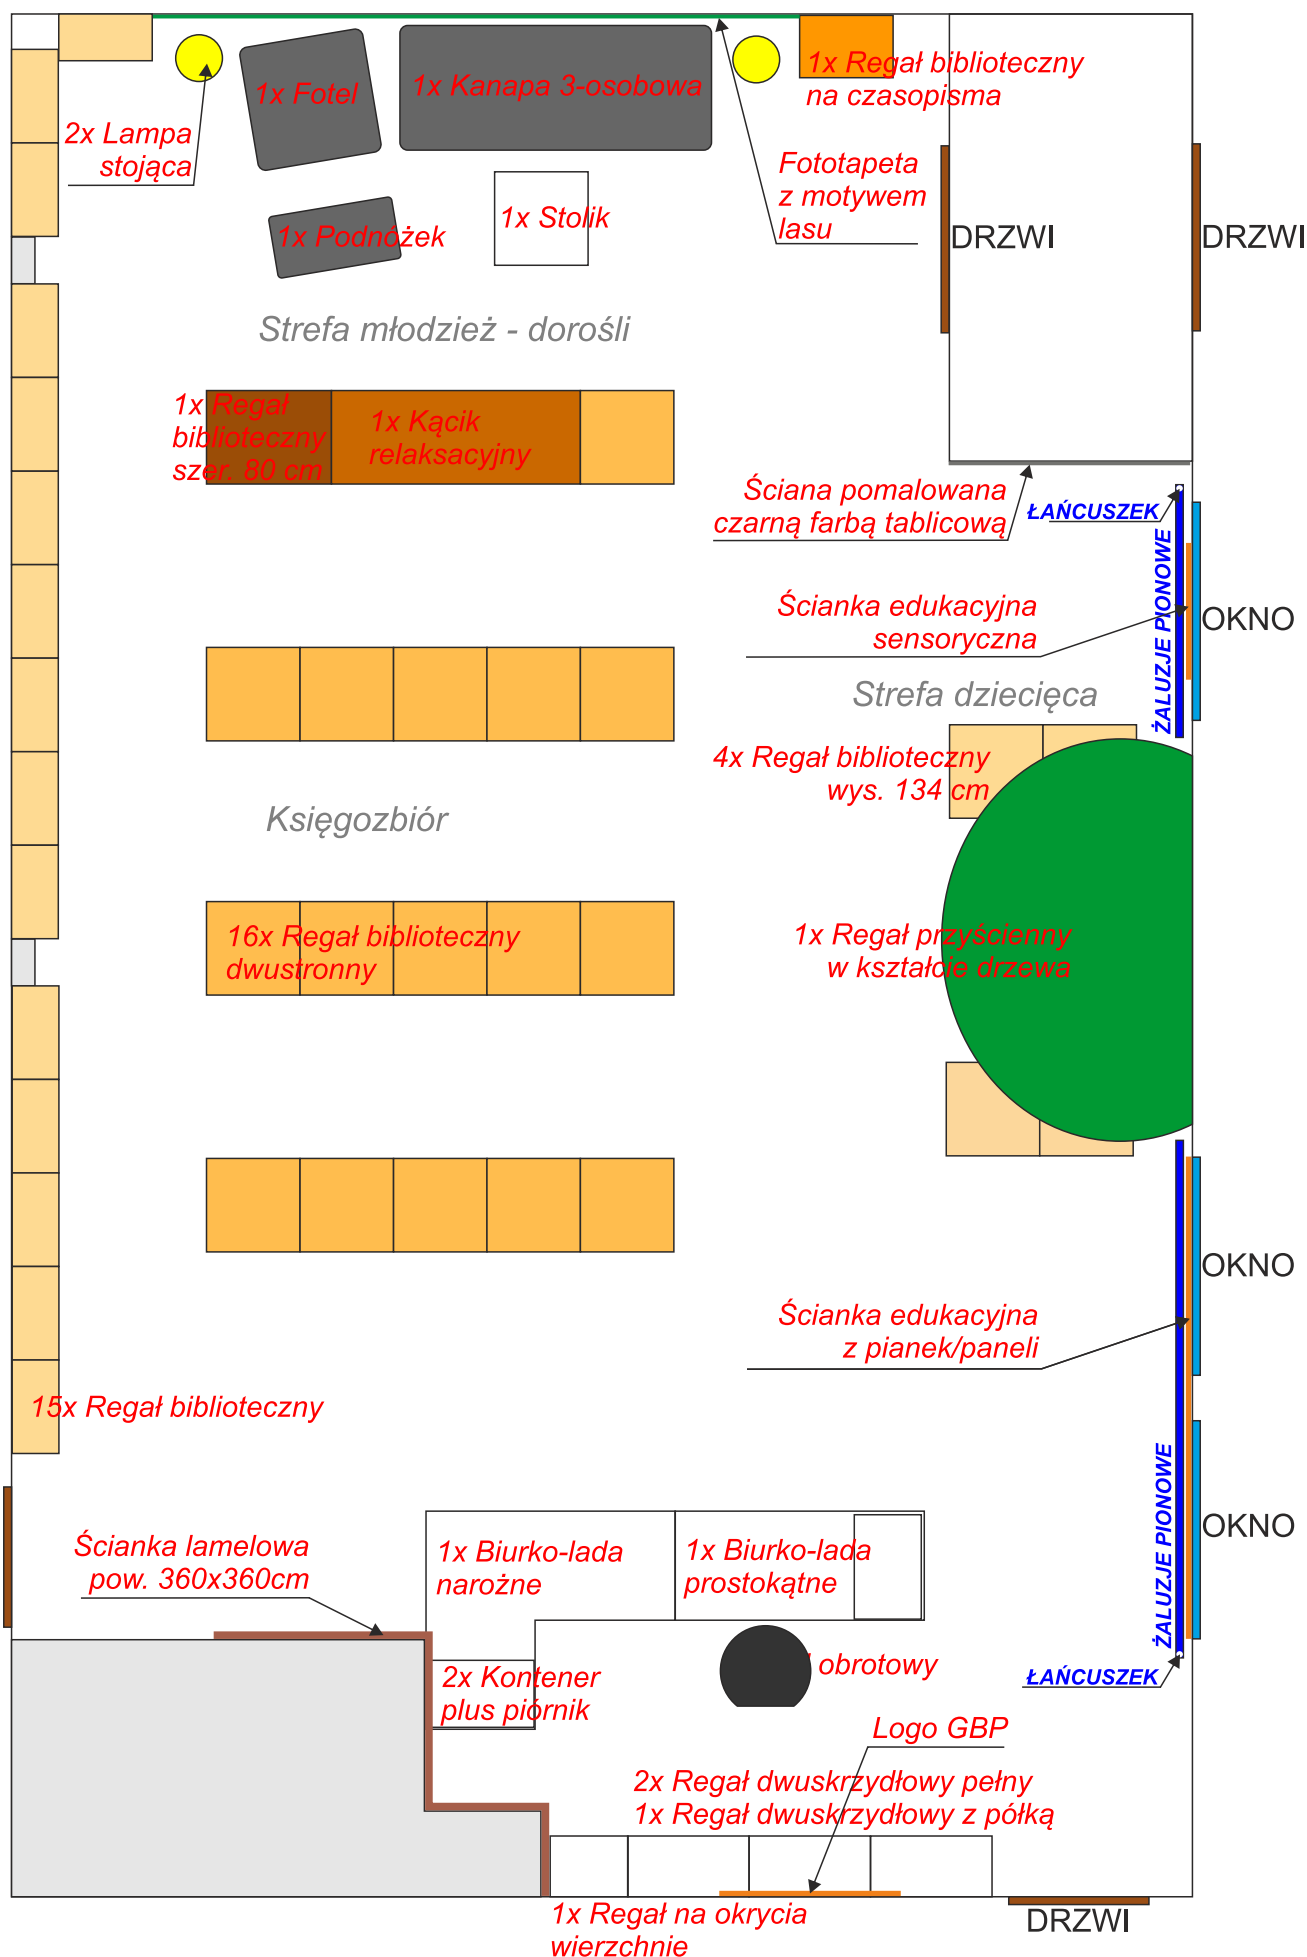 1x Fotel
1x Kanapa 3-osobowa
1x Regał biblioteczny
na czasopisma
2x Lampa
stojąca
Fototapeta
z motywem
lasu
1x Podnóżek
1x Stolik
DRZWI
DRZWI
Strefa młodzież - dorośli
1x Regał
biblioteczny
szer. 80 cm
1x Kącik
relaksacyjny
Ściana pomalowana
czarną farbą tablicową
ŁAŃCUSZEK
ŻALUZJE PIONOWE
Ścianka edukacyjna
sensoryczna
OKNO
Strefa dziecięca
4x Regał biblioteczny
wys. 134 cm
Księgozbiór
16x Regał biblioteczny
dwustronny
1x Regał przyścienny
w kształcie drzewa
OKNO
Ścianka edukacyjna
z pianek/paneli
15x Regał biblioteczny
ŻALUZJE PIONOWE
OKNO
Ścianka lamelowa
pow. 360x360cm
1x Biurko-lada
narożne
1x Biurko-lada
prostokątne
2x Kontener
plus piórnik
obrotowy
ŁAŃCUSZEK
Logo GBP
2x Regał dwuskrzydłowy pełny
1x Regał dwuskrzydłowy z półką
1x Regał na okrycia
wierzchnie
DRZWI